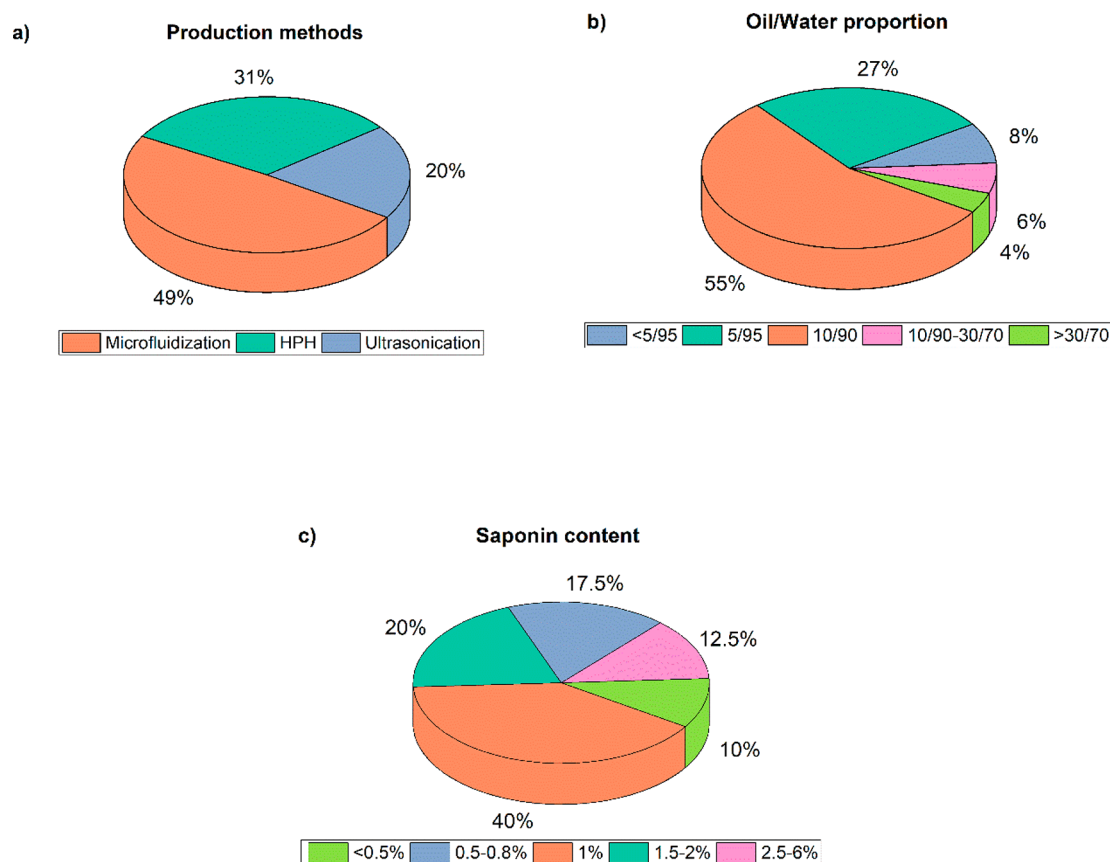 a)
Production methods
31%
20%
49%
Microfluidization HPH Ultrasonication
b)
Oil/Water proportion
27%
8%
6%
4%
55%
<5/95 5/95 10/90 10/90-30/70 >30/70
c)
Saponin content
17.5%
20%
12.5%
10%
40%
<0.5% 0.5-0.8% 1% 1.5-2% 2.5-6%